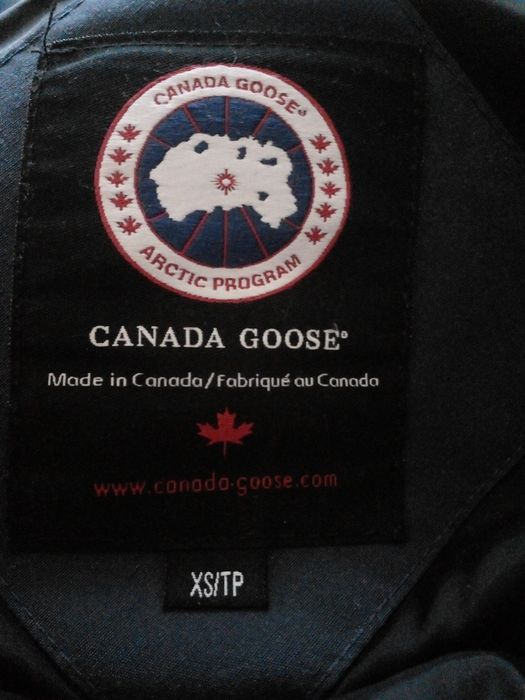 CANADA GOOSE®
ARCTIC PROGRAM
CANADA GOOSE®
Made in Canada/Fabriqué au Canada
www.canada-goose.com
XS/TP